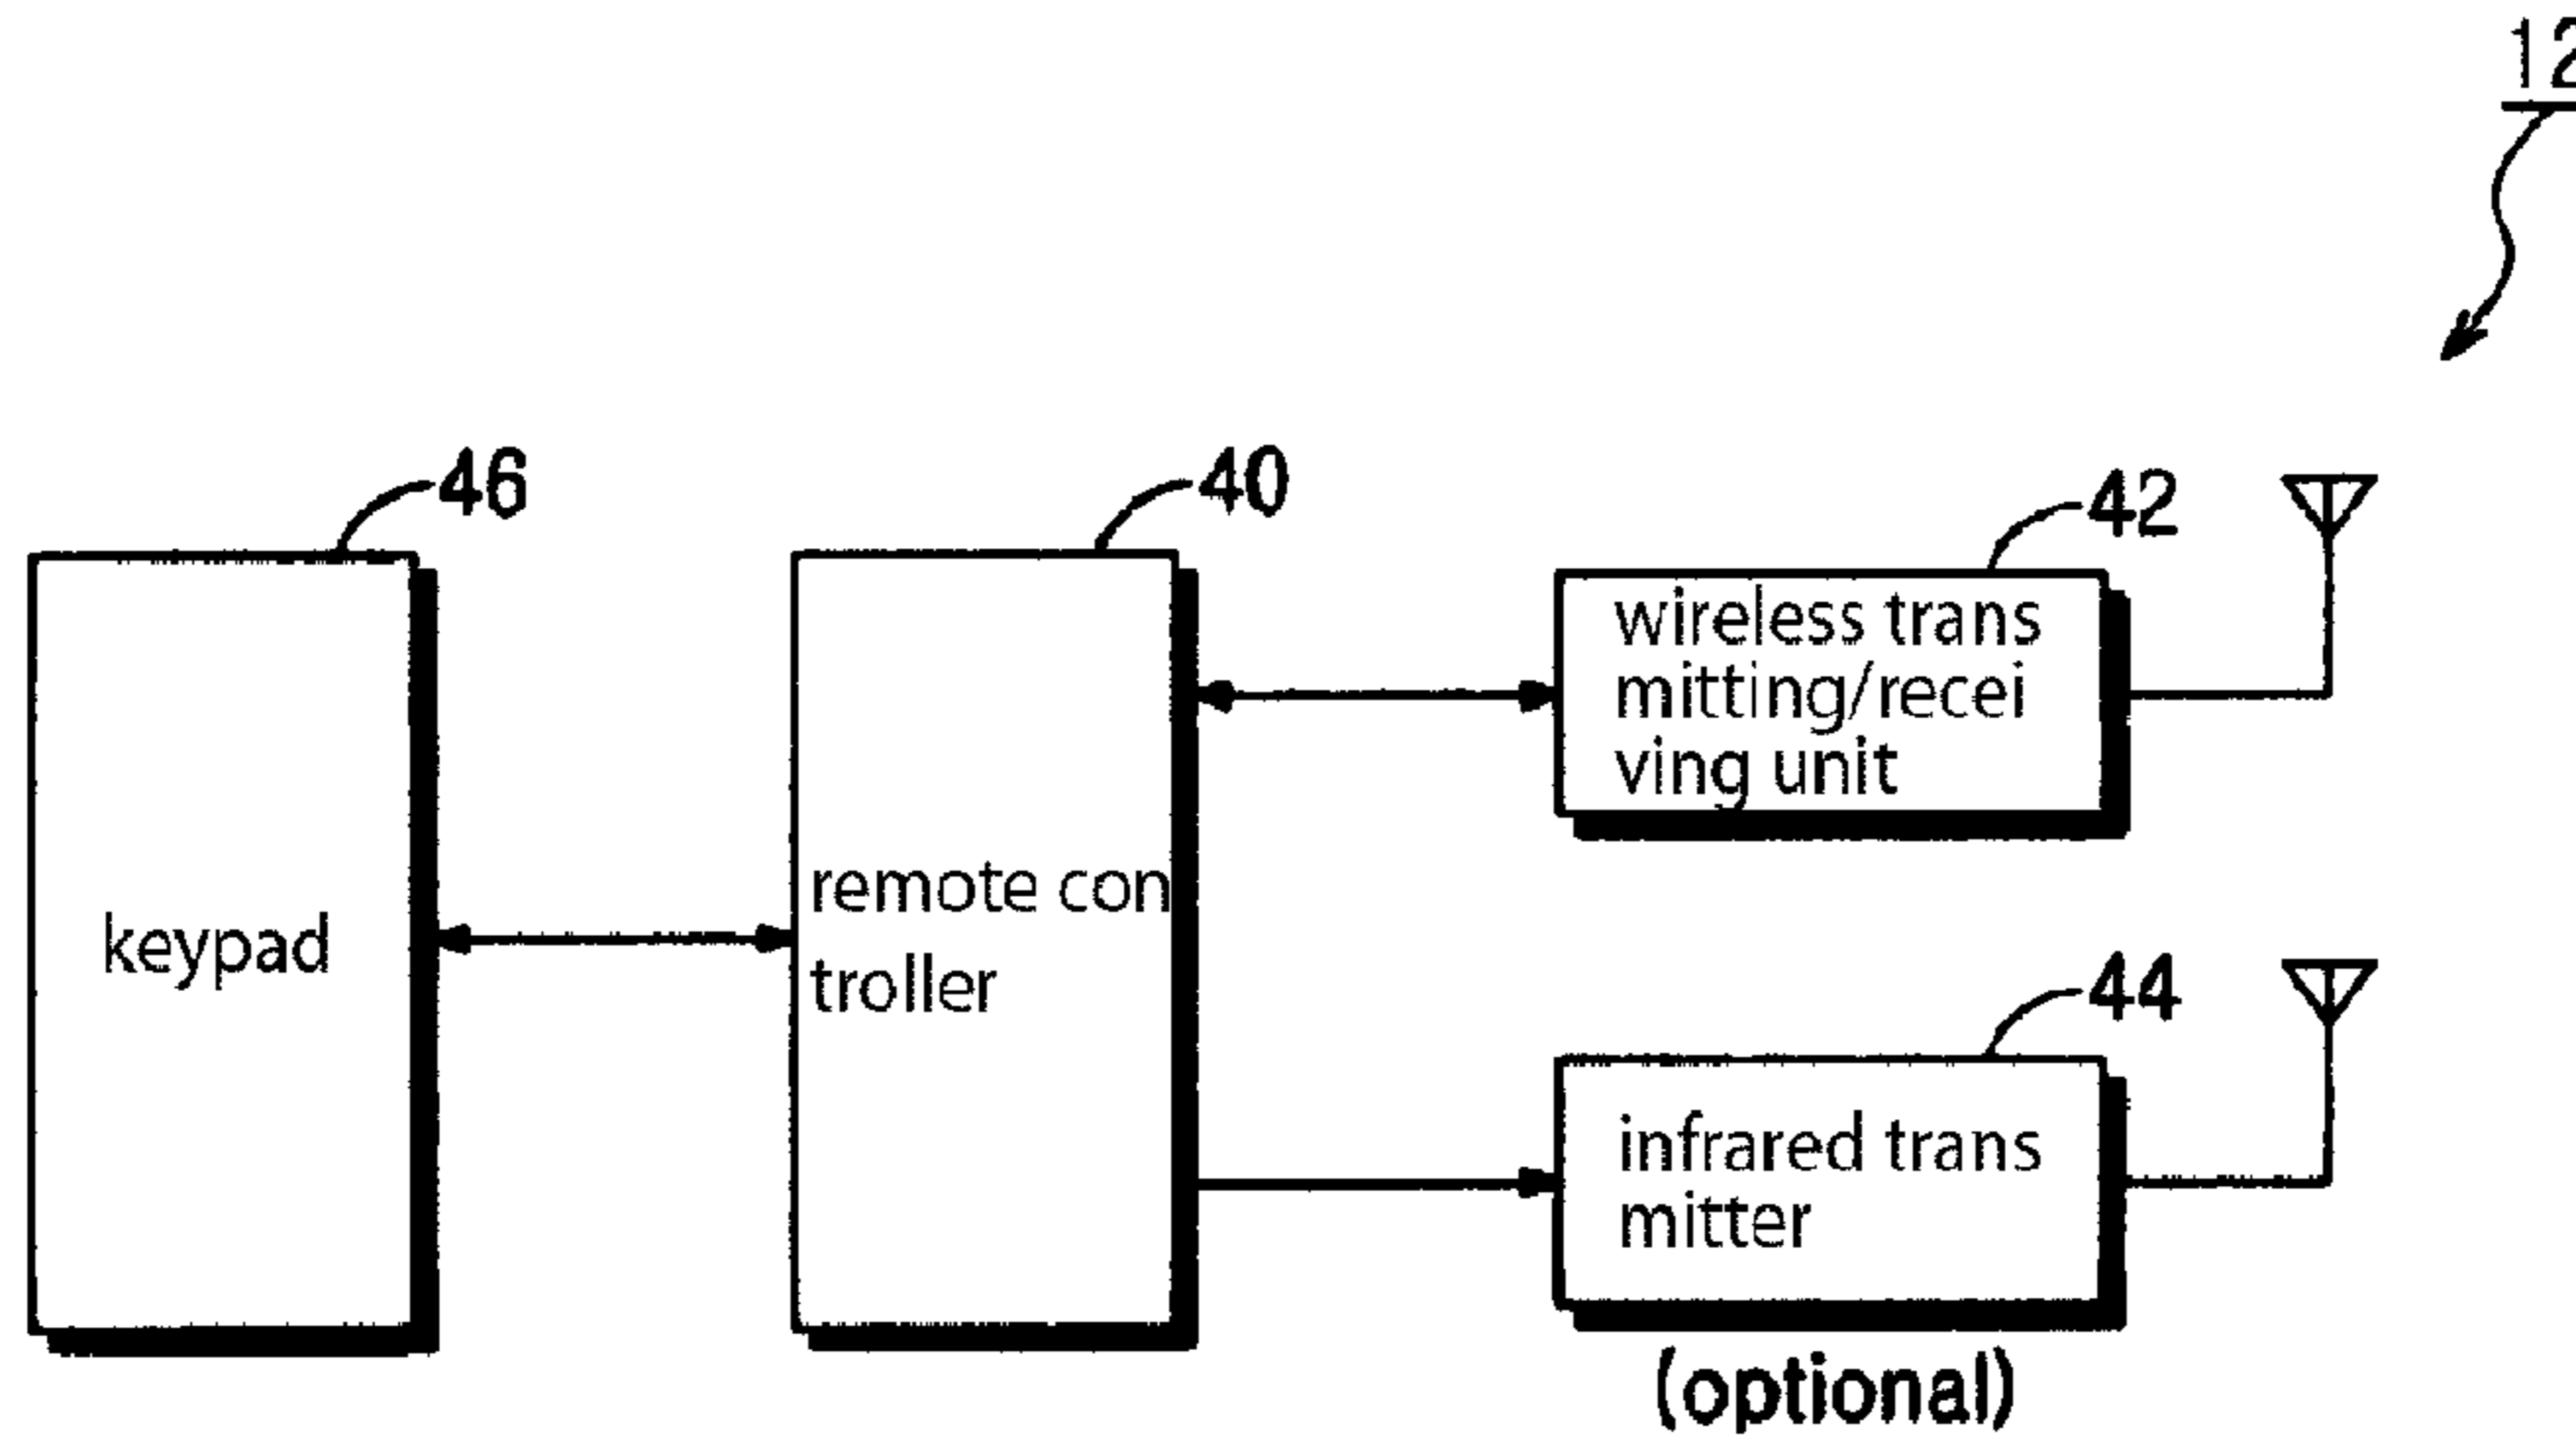 12
46
40
42
wireless trans
mitting/recei
ving unit
keypad
remote con
troller
44
infrared trans
mitter
(optional)